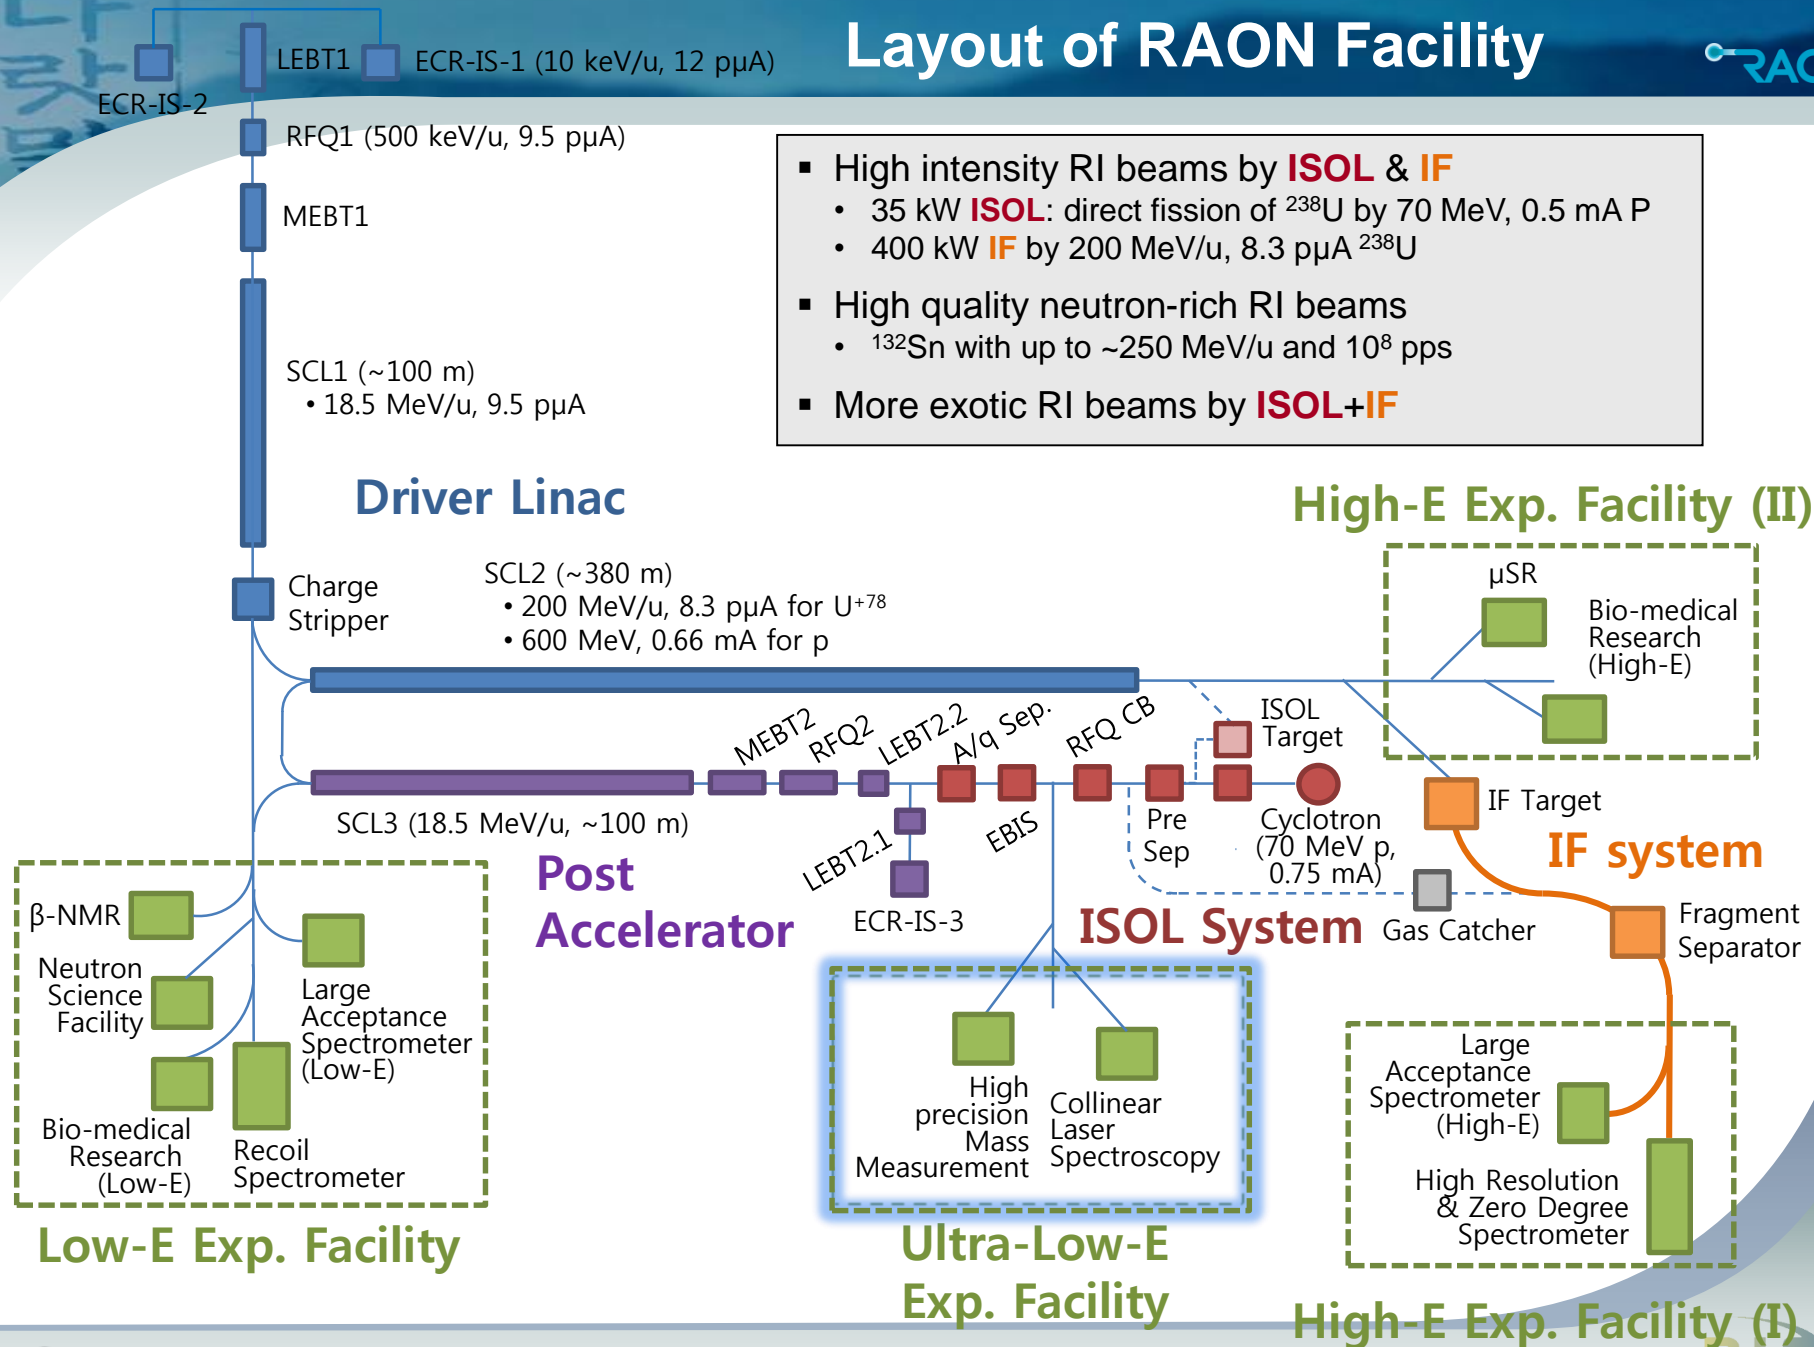 Layout of RAON Facility
LEBT1
ECR-IS-1 (10 keV/u, 12 pμA)
ECR-IS-2
RFQ1 (500 keV/u, 9.5 pμA)
MEBT1
▪ High intensity RI beams by ISOL & IF
• 35 kW ISOL: direct fission of ²³⁸U by 70 MeV, 0.5 mA P
• 400 kW IF by 200 MeV/u, 8.3 pμA ²³⁸U
▪ High quality neutron-rich RI beams
• ¹³²Sn with up to ~250 MeV/u and 10⁸ pps
▪ More exotic RI beams by ISOL+IF
SCL1 (~100 m)
• 18.5 MeV/u, 9.5 pμA
Driver Linac
Charge
Stripper
SCL2 (~380 m)
• 200 MeV/u, 8.3 pμA for U⁺⁷⁸
• 600 MeV, 0.66 mA for p
High-E Exp. Facility (II)
μSR
Bio-medical
Research
(High-E)
MEBT2
RFQ2
LEBT2.2
A/q Sep.
RFQ CB
ISOL
Target
SCL3 (18.5 MeV/u, ~100 m)
LEBT2.1
EBIS
Pre
Sep
Cyclotron
(70 MeV p,
0.75 mA)
IF Target
IF system
Post
Accelerator
ECR-IS-3
ISOL System
Gas Catcher
Fragment
Separator
β-NMR
Neutron
Science
Facility
Large
Acceptance
Spectrometer
(Low-E)
Bio-medical
Research
(Low-E)
Recoil
Spectrometer
Low-E Exp. Facility
High
precision
Mass
Measurement
Collinear
Laser
Spectroscopy
Ultra-Low-E
Exp. Facility
Large
Acceptance
Spectrometer
(High-E)
High Resolution
& Zero Degree
Spectrometer
High-E Exp. Facility (I)